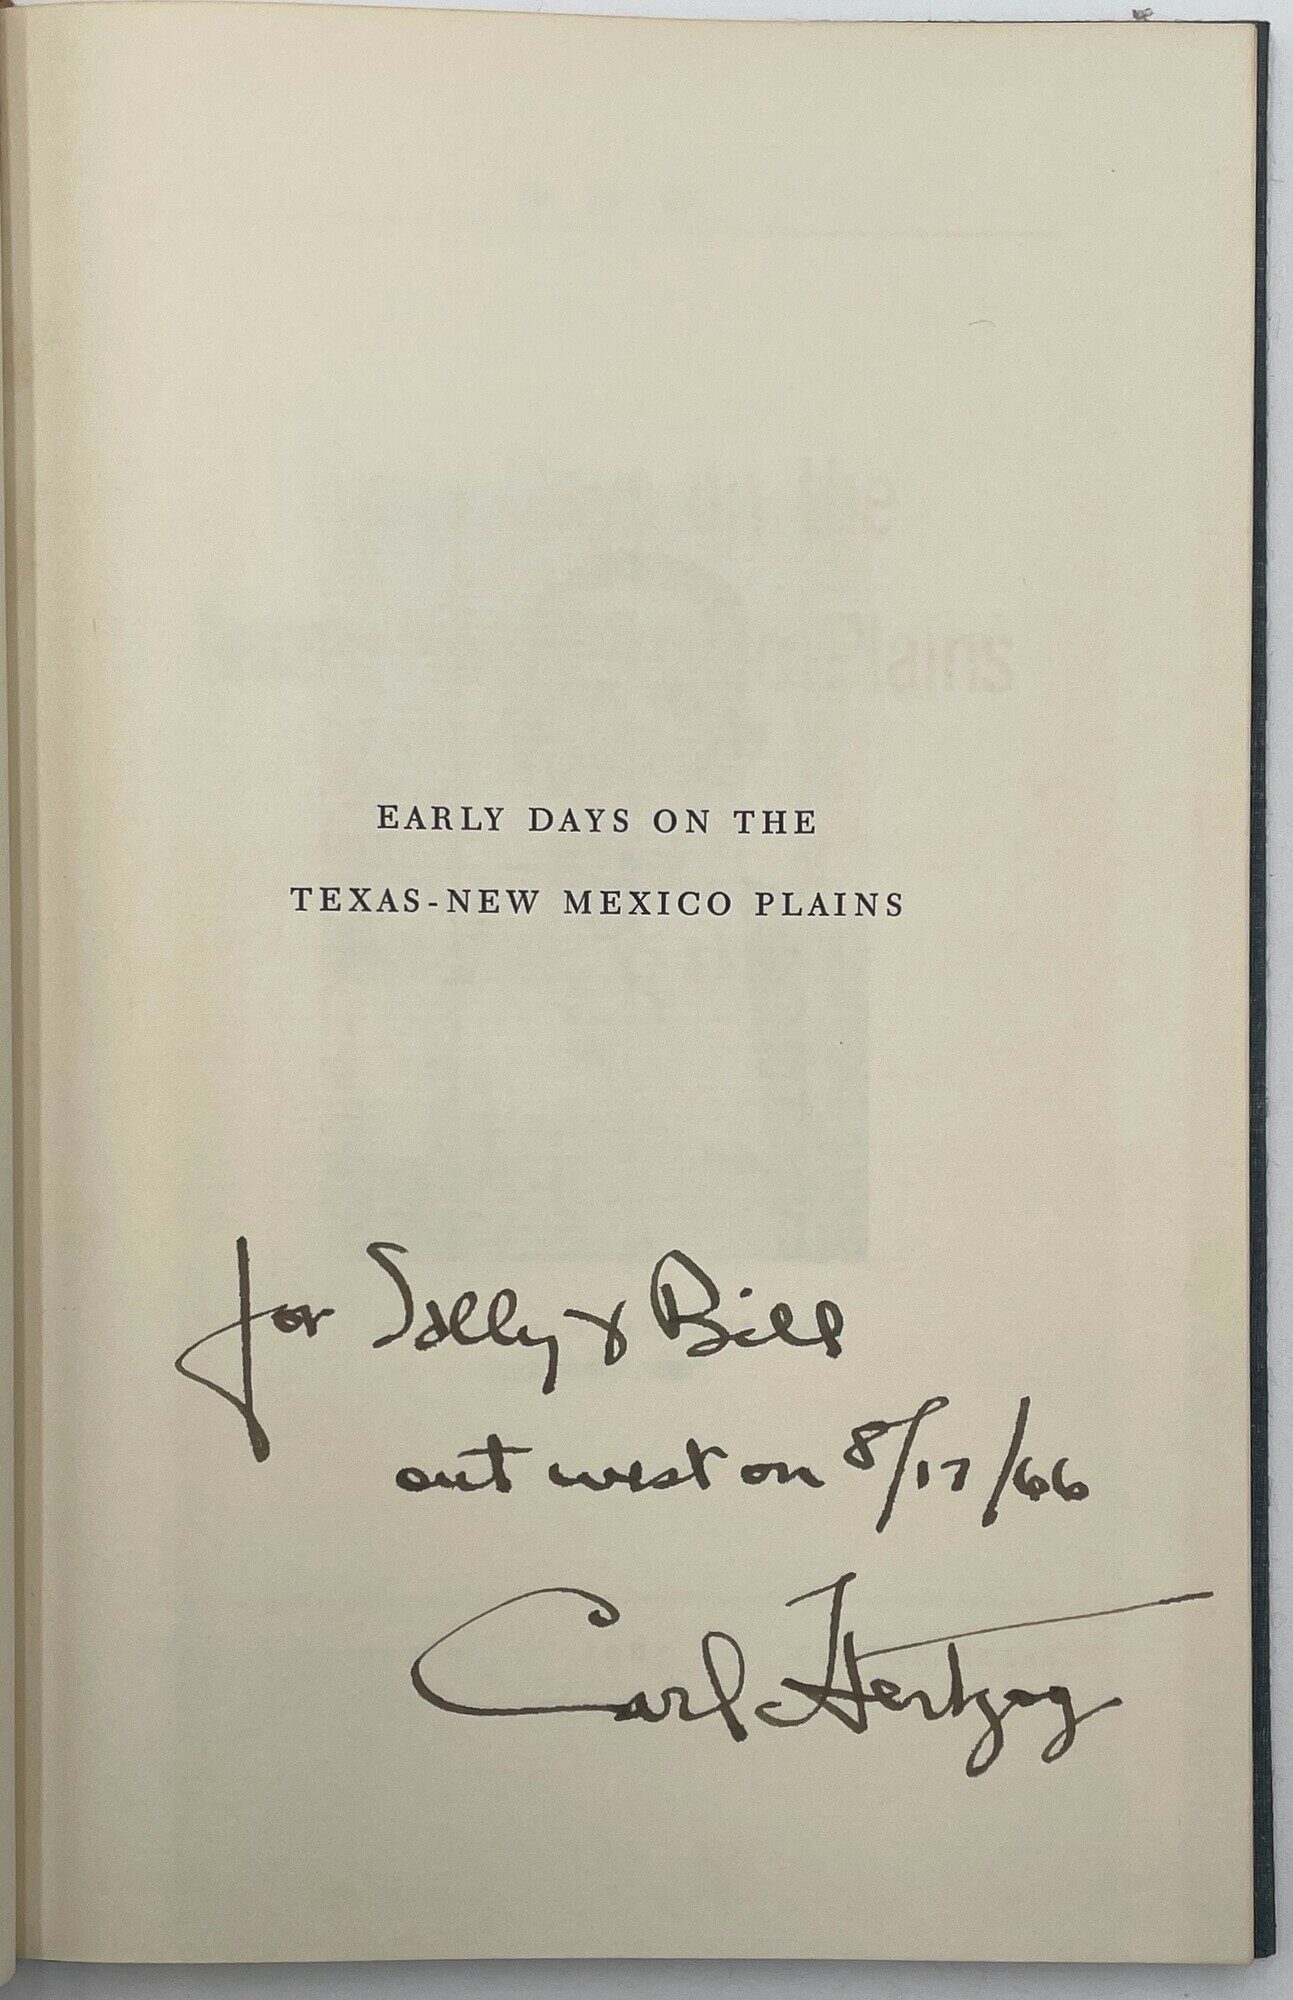 EARLY DAYS ON THE
TEXAS-NEW MEXICO PLAINS
for Sally & Bill
out west on 8/17/66
Carl Hertzog